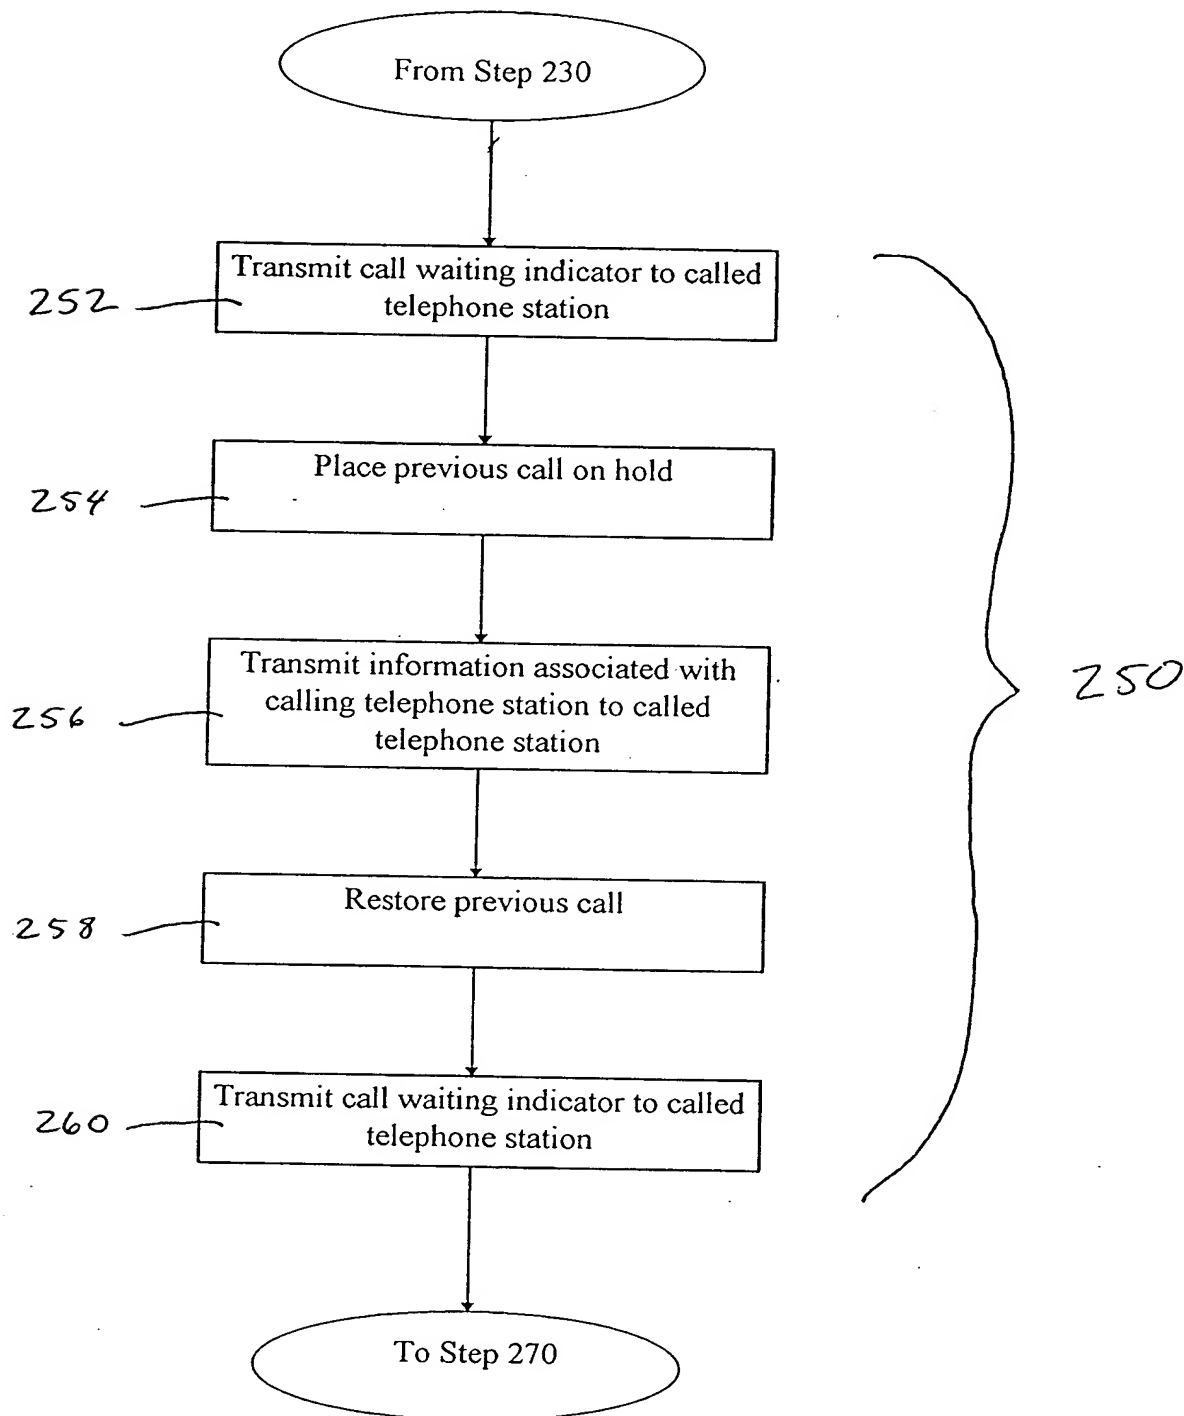 From Step 230
Transmit call waiting indicator to called
telephone station
252
Place previous call on hold
254
Transmit information associated with
calling telephone station to called
telephone station
256
250
Restore previous call
258
Transmit call waiting indicator to called
telephone station
260
To Step 270